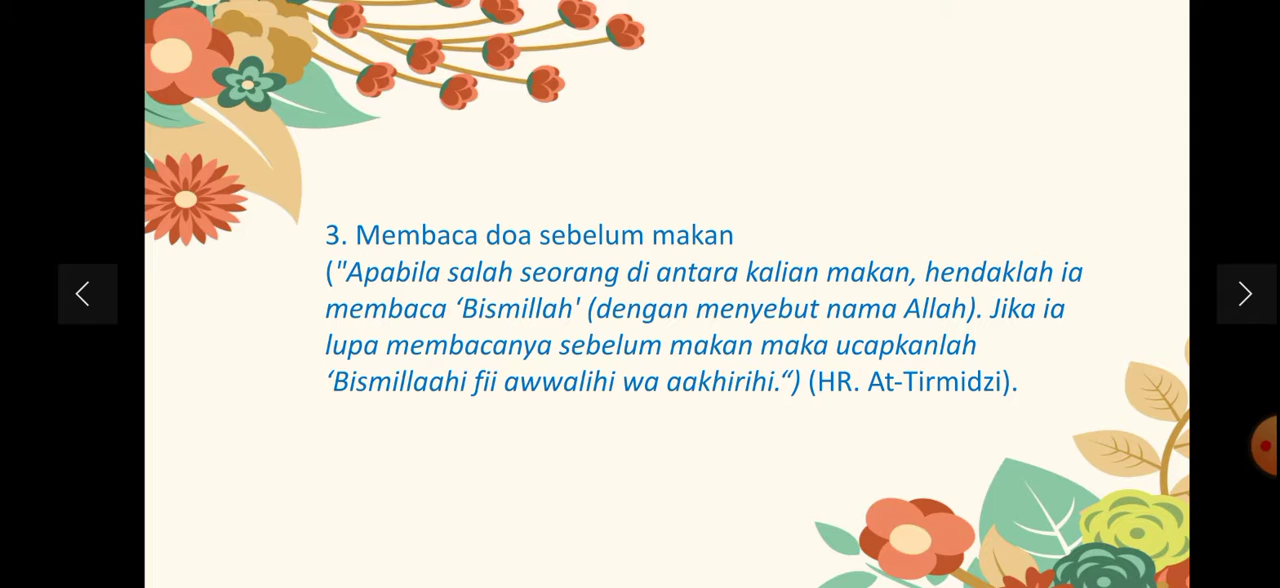 3. Membaca doa sebelum makan
("Apabila salah seorang di antara kalian makan, hendaklah ia
membaca ‘Bismillah' (dengan menyebut nama Allah). Jika ia
lupa membacanya sebelum makan maka ucapkanlah
‘Bismillaahi fii awwalihi wa aakhirihi.“) (HR. At-Tirmidzi).